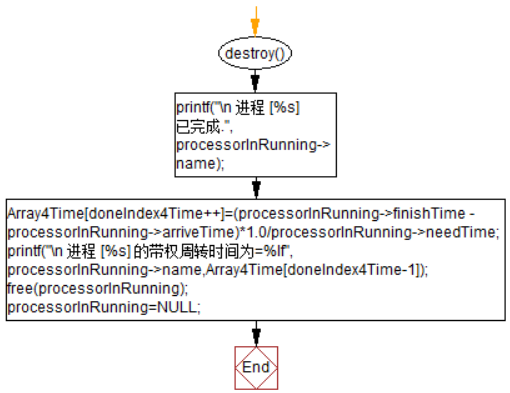 destroy()
printf("\n 进程 [%s]
已完成.",
processorInRunning->
name);
Array4Time[doneIndex4Time++]=(processorInRunning->finishTime -
processorInRunning->arriveTime)*1.0/processorInRunning->needTime;
printf("\n 进程 [%s] 的带权周转时间为=%lf",
processorInRunning->name,Array4Time[doneIndex4Time-1]);
free(processorInRunning);
processorInRunning=NULL;
End